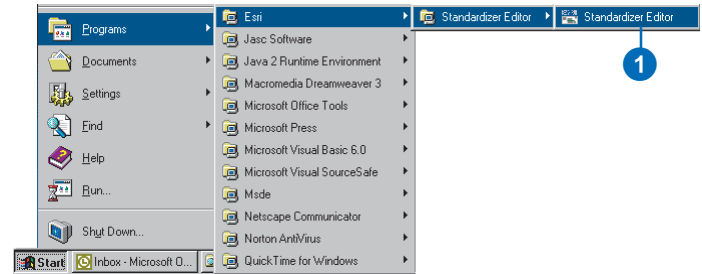 Programs
Documents
Settings
Find
Help
Run...
Shut Down...
Start
Inbox - Microsoft O...
Esri
Jasc Software
Java 2 Runtime Environment
Macromedia Dreamweaver 3
Microsoft Office Tools
Microsoft Press
Microsoft Visual Basic 6.0
Microsoft Visual SourceSafe
Msde
Netscape Communicator
Norton AntiVirus
QuickTime for Windows
Standardizer Editor
Standardizer Editor
1